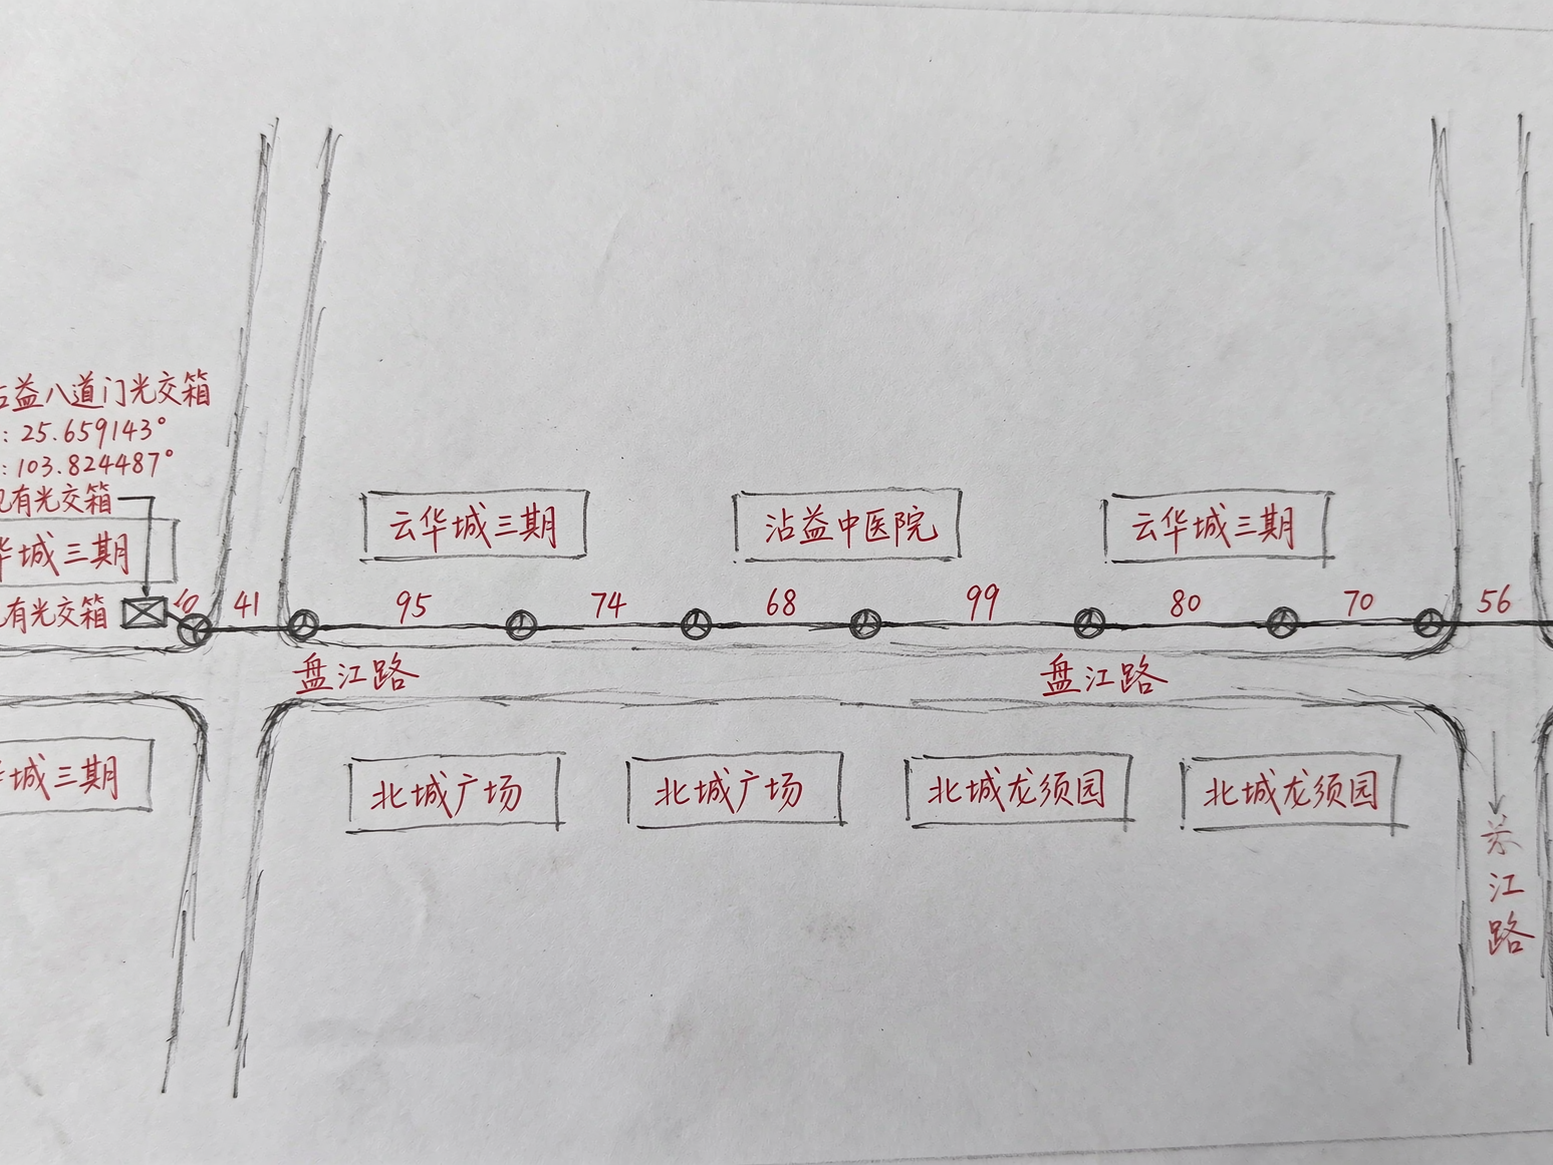 沾益八道门光交箱
: 25.659143°
: 103.824487°
现有光交箱
华城三期
云华城三期
沾益中医院
云华城三期
现有光交箱
10 41 95 74 68 99 80 70 56
盘江路
盘江路
华城三期
北城广场
北城广场
北城龙须园
北城龙须园
江路